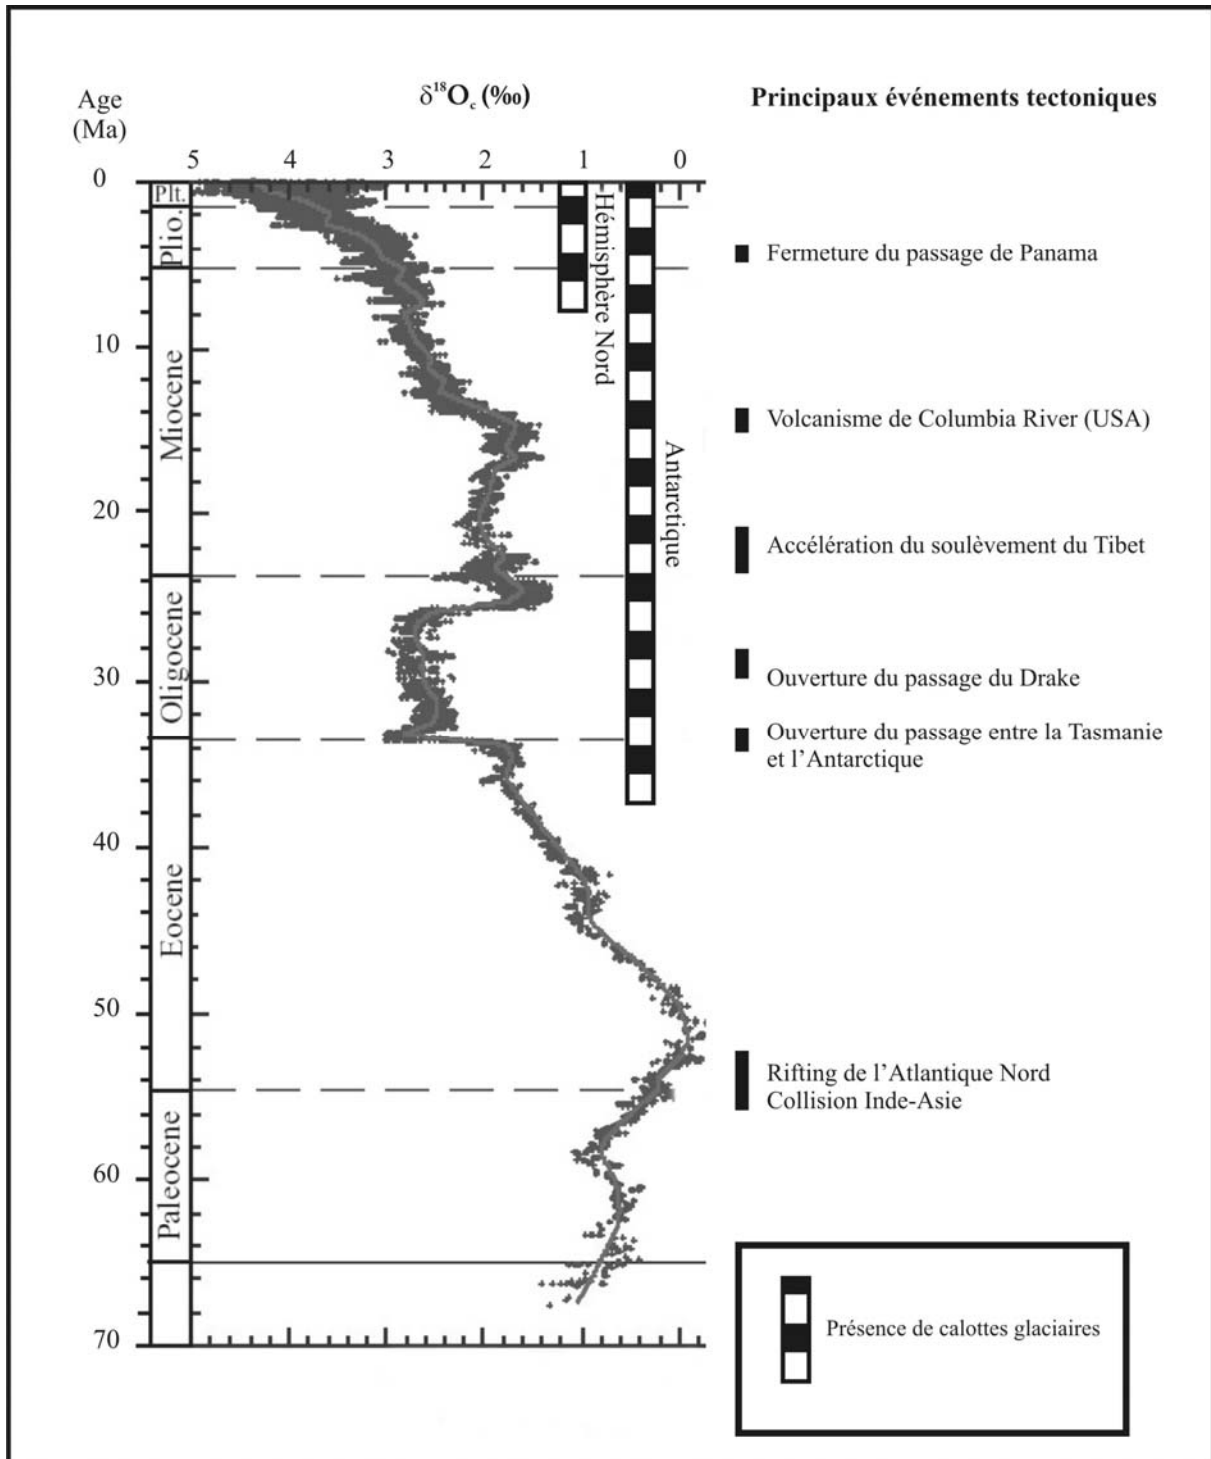 Age
(Ma)
δ¹⁸Oc (‰)
Principaux événements tectoniques
5 4 3 2 1 0
0
10
20
30
40
50
60
70
Plt.
Plio.
Miocene
Oligocene
Eocene
Paleocene
Hémisphère Nord
Antarctique
Fermeture du passage de Panama
Volcanisme de Columbia River (USA)
Accélération du soulèvement du Tibet
Ouverture du passage du Drake
Ouverture du passage entre la Tasmanie
et l’Antarctique
Rifting de l’Atlantique Nord
Collision Inde-Asie
Présence de calottes glaciaires